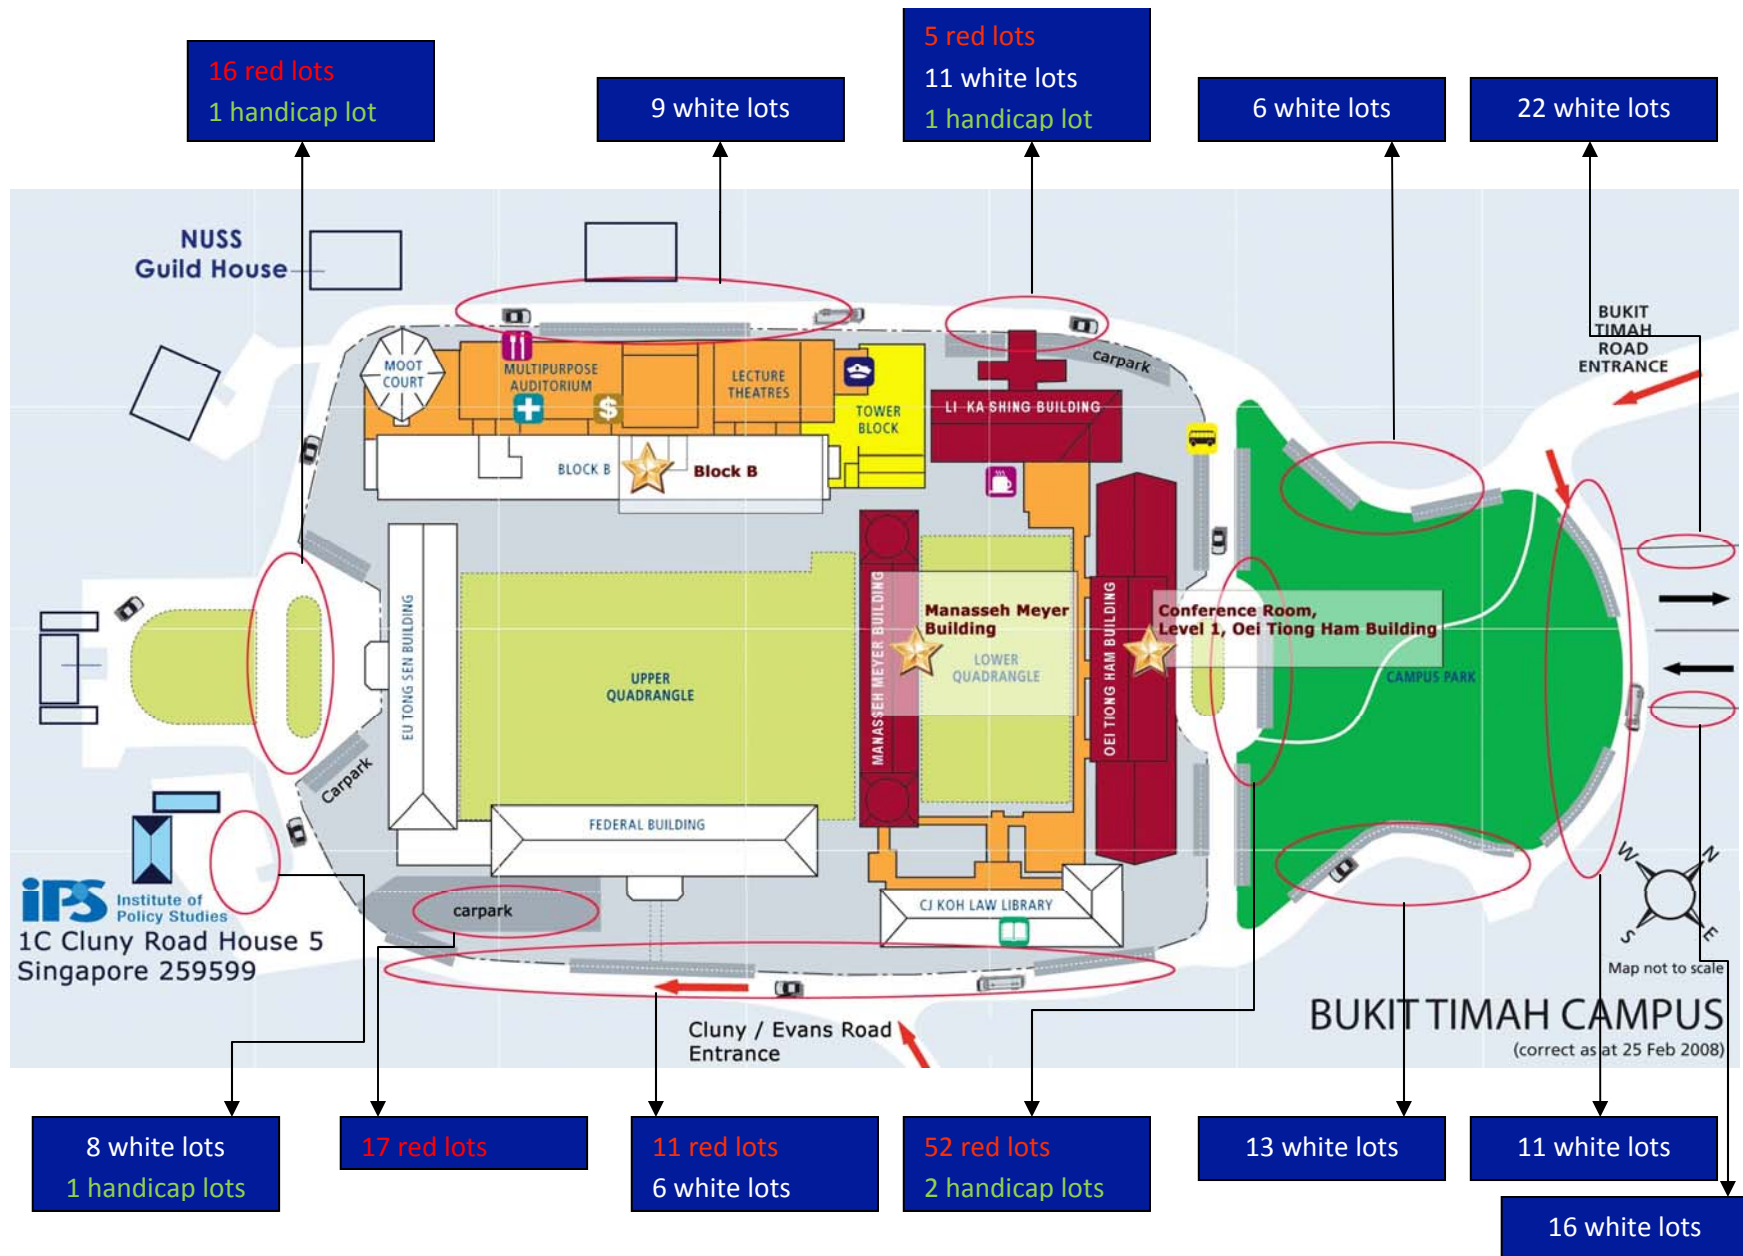 16 red lots
1 handicap lot
9 white lots
5 red lots
11 white lots
1 handicap lot
6 white lots
22 white lots
NUSS
Guild House
BUKIT
TIMAH
ROAD
ENTRANCE
MOOT
COURT
MULTIPURPOSE
AUDITORIUM
$
LECTURE
THEATRES
TOWER
BLOCK
carpark
LI KA SHING BUILDING
BLOCK B
Block B
EU TONG SEN BUILDING
UPPER
QUADRANGLE
MANASSEH MEYER BUILDING
Manasseh Meyer
Building
LOWER
QUADRANGLE
OEI TIONG HAM BUILDING
Conference Room,
Level 1, Oei Tiong Ham Building
CAMPUS PARK
Carpark
FEDERAL BUILDING
carpark
CJ KOH LAW LIBRARY
iPS
Institute of
Policy Studies
1C Cluny Road House 5
Singapore 259599
W
N
S
E
Map not to scale
Cluny / Evans Road
Entrance
BUKIT TIMAH CAMPUS
(correct as at 25 Feb 2008)
8 white lots
1 handicap lots
17 red lots
11 red lots
6 white lots
52 red lots
2 handicap lots
13 white lots
11 white lots
16 white lots